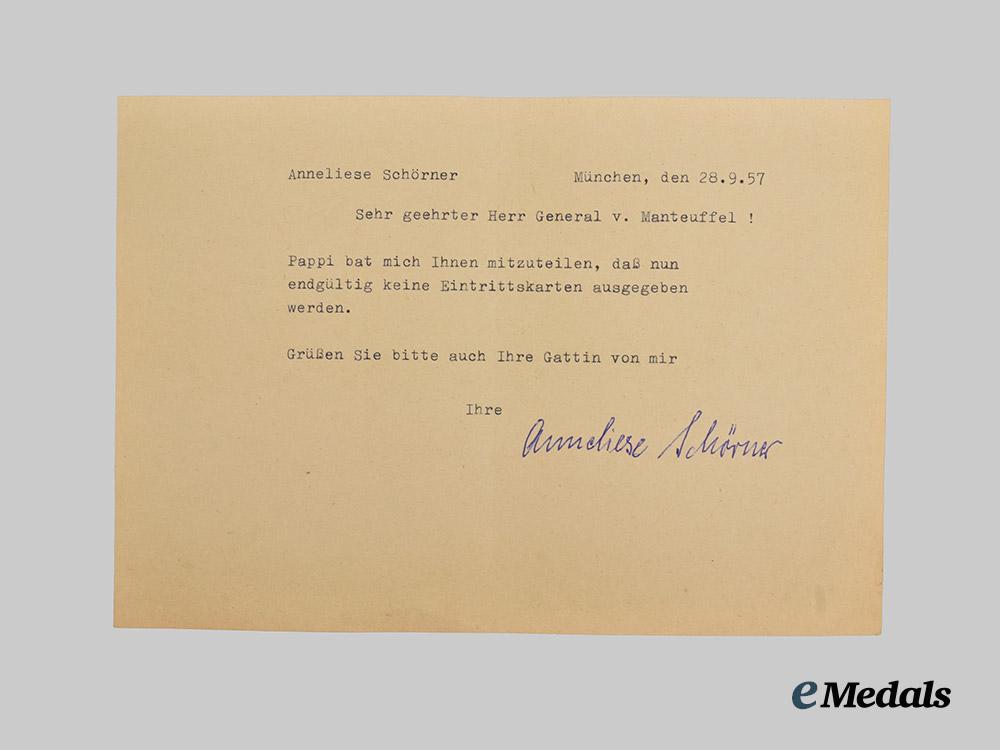 Anneliese Schörner München, den 28.9.57
Sehr geehrter Herr General v. Manteuffel !
Pappi bat mich Ihnen mitzuteilen, daß nun
endgültig keine Eintrittskarten ausgegeben
werden.
Grüßen Sie bitte auch Ihre Gattin von mir
Ihre
Anneliese Schörner
eMedals